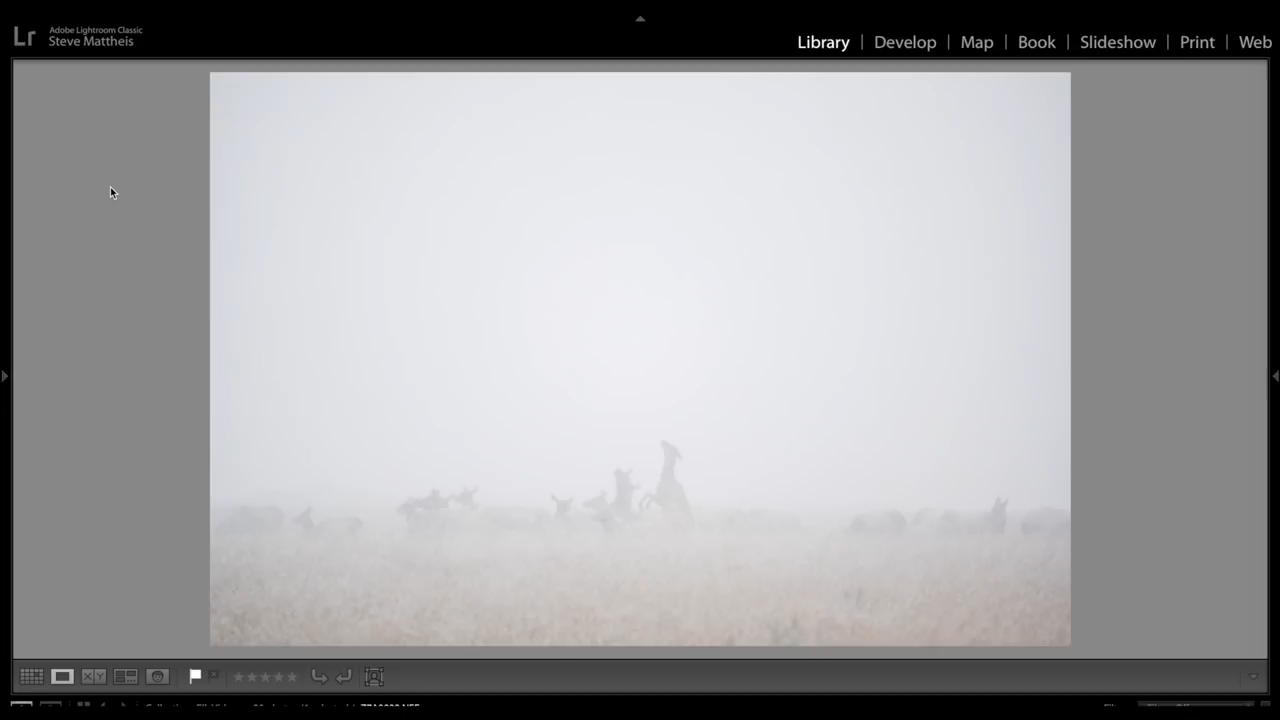 Lr
Adobe Lightroom Classic
Steve Mattheis
Library | Develop | Map | Book | Slideshow | Print | Web
X Y